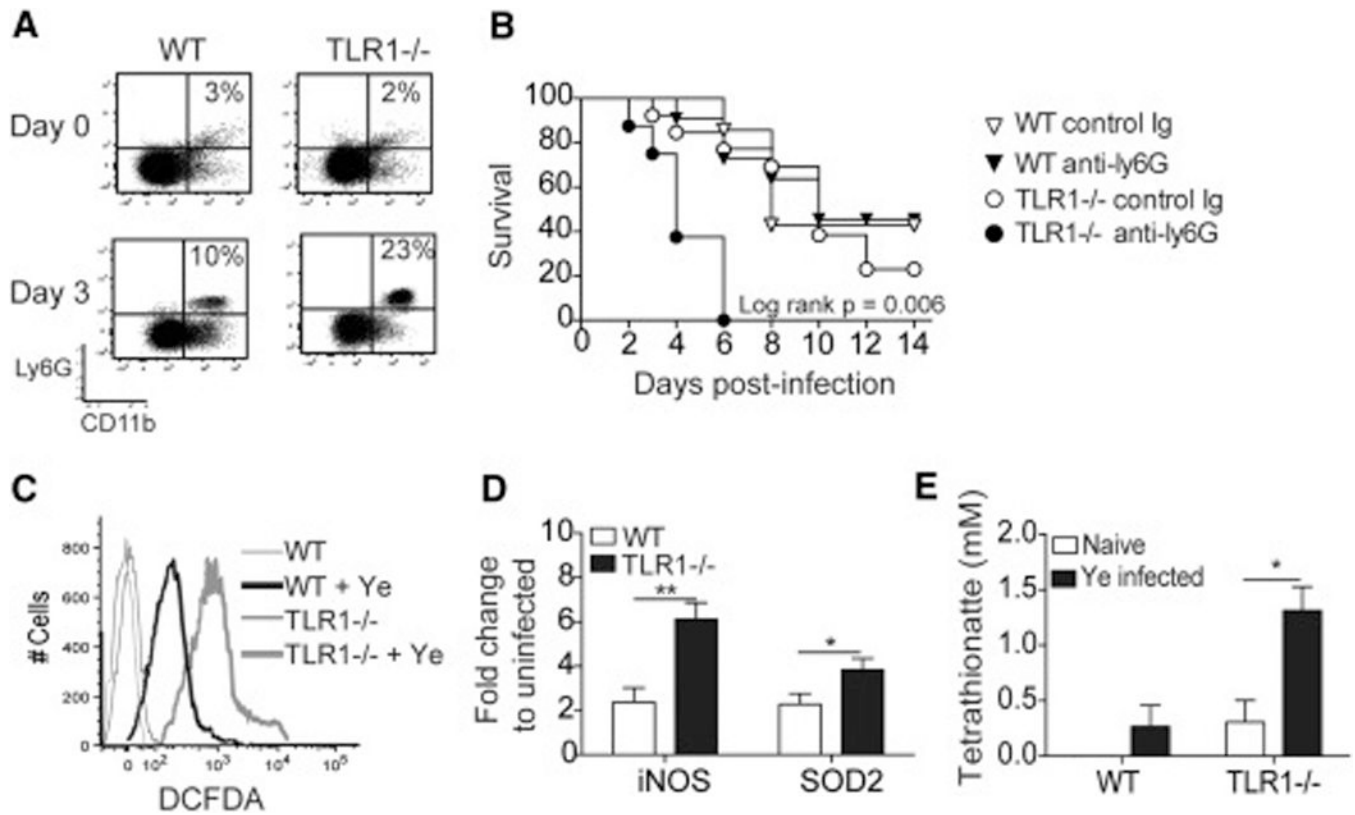 A
WT
TLR1-/-
Day 0
3%
2%
Day 3
10%
23%
Ly6G
CD11b
B
Survival
100
80
60
40
20
0
0 2 4 6 8 10 12 14
Log rank p = 0.006
Days post-infection
WT control Ig
WT anti-ly6G
TLR1-/- control Ig
TLR1-/- anti-ly6G
C
# Cells
800
600
400
200
0
0 10² 10³ 10⁴ 10⁵
DCFDA
WT
WT + Ye
TLR1-/-
TLR1-/- + Ye
D
Fold change
to uninfected
10
8
6
4
2
0
WT
TLR1-/-
**
*
iNOS SOD2
E
Tetrathionatte (mM)
2.0
1.5
1.0
0.5
0.0
Naive
Ye infected
*
WT TLR1-/-